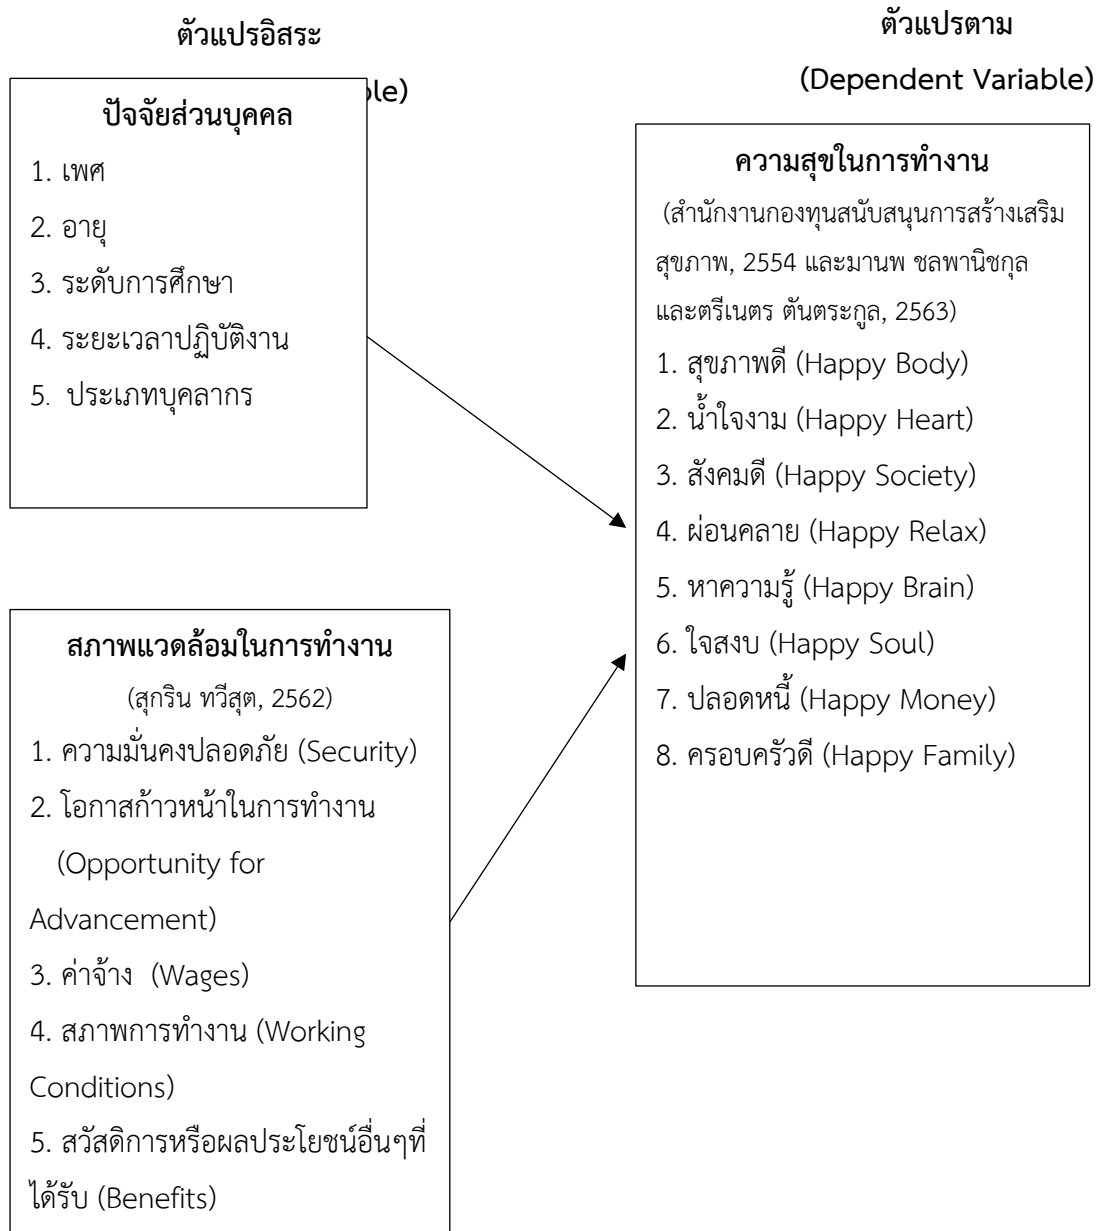 ตัวแปรอิสระ
ble)
ปัจจัยส่วนบุคคล
1. เพศ
2. อายุ
3. ระดับการศึกษา
4. ระยะเวลาปฏิบัติงาน
5. ประเภทบุคลากร
สภาพแวดล้อมในการทำงาน
(สุกริน ทวีสุต, 2562)
1. ความมั่นคงปลอดภัย (Security)
2. โอกาสก้าวหน้าในการทำงาน
(Opportunity for
Advancement)
3. ค่าจ้าง (Wages)
4. สภาพการทำงาน (Working
Conditions)
5. สวัสดิการหรือผลประโยชน์อื่นๆที่
ได้รับ (Benefits)
ตัวแปรตาม
(Dependent Variable)
ความสุขในการทำงาน
(สำนักงานกองทุนสนับสนุนการสร้างเสริม
สุขภาพ, 2554 และมานพ ชลพานิชกุล
และตรีเนตร ตันตระกูล, 2563)
1. สุขภาพดี (Happy Body)
2. น้ำใจงาม (Happy Heart)
3. สังคมดี (Happy Society)
4. ผ่อนคลาย (Happy Relax)
5. หาความรู้ (Happy Brain)
6. ใจสงบ (Happy Soul)
7. ปลอดหนี้ (Happy Money)
8. ครอบครัวดี (Happy Family)